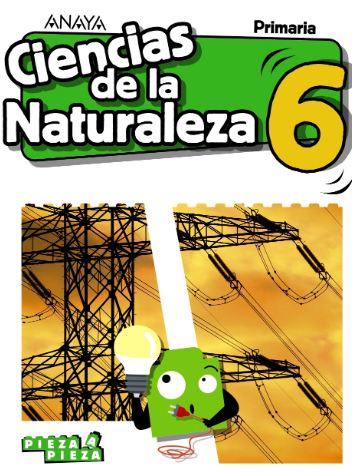 ANAYA
Primaria
Ciencias
de la
Naturaleza 6
PIEZA A
PIEZA